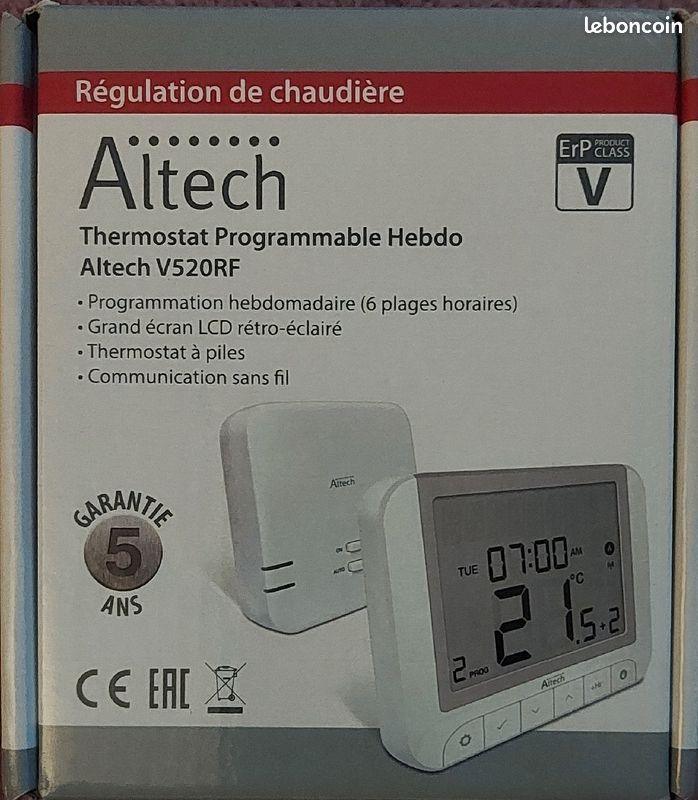 leboncoin
Régulation de chaudière
Altech
ErP PRODUCT CLASS
V
Thermostat Programmable Hebdo
Altech V520RF
• Programmation hebdomadaire (6 plages horaires)
• Grand écran LCD rétro-éclairé
• Thermostat à piles
• Communication sans fil
Altech
ON
AUTO
GARANTIE
5
ANS
TUE 07:00 AM
21.5+2 °C
2 PROG
Altech
+Hr
CE EAC